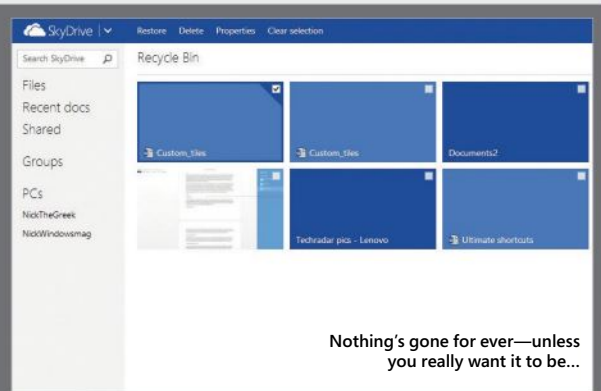 SkyDrive
Restore Delete Properties Clear selection
Search SkyDrive
Recycle Bin
Files
Recent docs
Shared
Groups
PCs
NickTheGreek
NickWindowsmag
Custom_tiles
Custom_tiles
Documents2
Techradar pics - Lenovo
Ultimate shortcuts
Nothing's gone for ever—unless
you really want it to be...